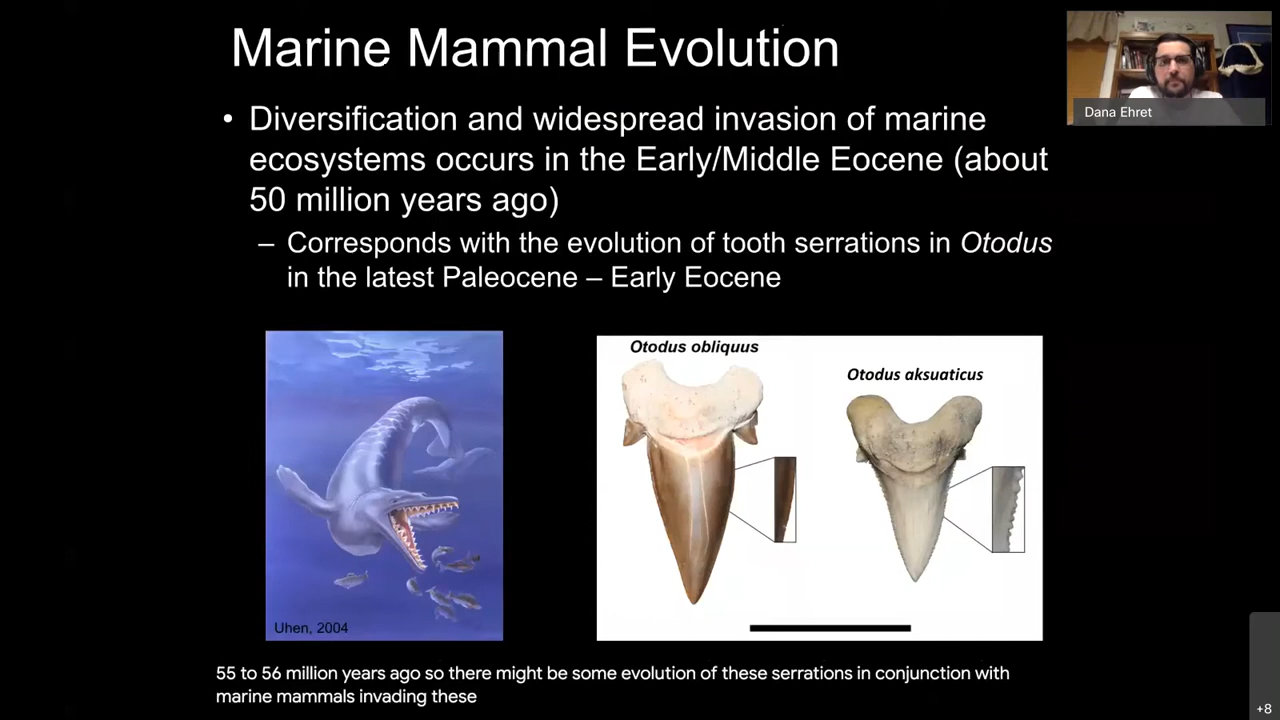 Marine Mammal Evolution
Dana Ehret
• Diversification and widespread invasion of marine
ecosystems occurs in the Early/Middle Eocene (about
50 million years ago)
– Corresponds with the evolution of tooth serrations in Otodus
in the latest Paleocene – Early Eocene
Otodus obliquus
Otodus aksuaticus
Uhen, 2004
55 to 56 million years ago so there might be some evolution of these serrations in conjunction with
marine mammals invading these
+8